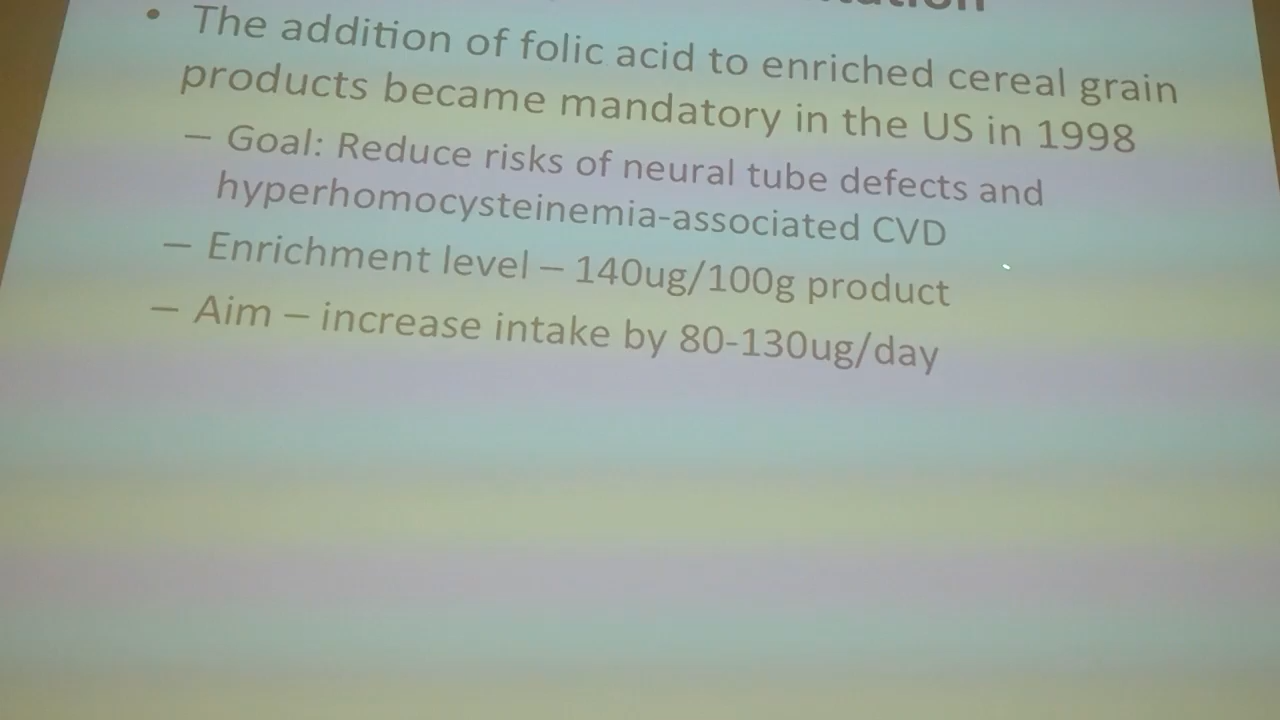 • The addition of folic acid to enriched cereal grain
products became mandatory in the US in 1998
– Goal: Reduce risks of neural tube defects and
hyperhomocysteinemia-associated CVD
– Enrichment level – 140ug/100g product
– Aim – increase intake by 80-130ug/day